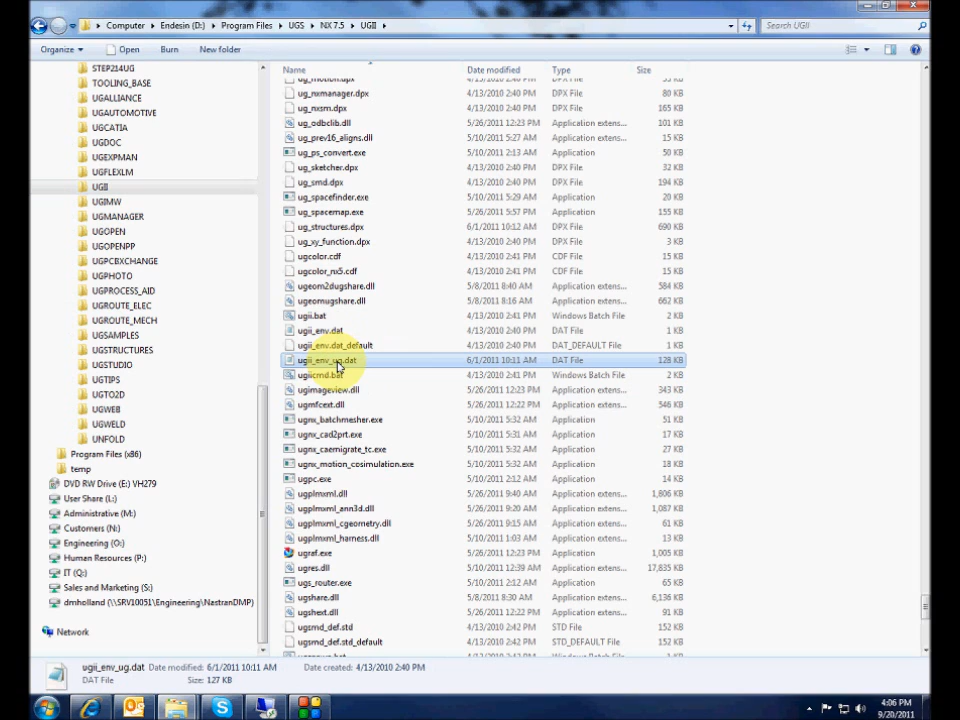 Computer ▸ Endesin (D:) ▸ Program Files ▸ UGS ▸ NX 7.5 ▸ UGII ▸ Search UGII
Organize ▾ Open Burn New folder
Name Date modified Type Size
STEP214UG
TOOLING_BASE
UGALLIANCE
UGAUTOMOTIVE
UGCATIA
UGDOC
UGEXPMAN
UGFLEXLM
UGII
UGIMW
UGMANAGER
UGOPEN
UGOPENPP
UGPCBXCHANGE
UGPHOTO
UGPROCESS_AID
UGROUTE_ELEC
UGROUTE_MECH
UGSAMPLES
UGSTRUCTURES
UGSTUDIO
UGTIPS
UGTO2D
UGWEB
UGWELD
UNFOLD
Program Files (x86)
temp
DVD RW Drive (E:) VH279
User Share (L:)
Administrative (M:)
Customers (N:)
Engineering (O:)
Human Resources (P:)
IT (Q:)
Sales and Marketing (S:)
dmholland (\\SRV10051\Engineering\NastranDMP)
Network
ug_motion.dpx 4/13/2010 2:40 PM DPX File
ug_nxmanager.dpx 4/13/2010 2:40 PM DPX File 80 KB
ug_nxsm.dpx 4/13/2010 2:40 PM DPX File 165 KB
ug_odbclib.dll 5/26/2011 12:23 PM Application extens... 101 KB
ug_prev16_aligns.dll 5/10/2011 5:27 AM Application extens... 15 KB
ug_ps_convert.exe 5/10/2011 2:13 AM Application 50 KB
ug_sketcher.dpx 4/13/2010 2:40 PM DPX File 32 KB
ug_smd.dpx 4/13/2010 2:40 PM DPX File 194 KB
ug_spacefinder.exe 5/10/2011 5:29 AM Application 20 KB
ug_spacemap.exe 5/26/2011 5:57 PM Application 155 KB
ug_structures.dpx 6/1/2011 10:12 AM DPX File 690 KB
ug_xy_function.dpx 4/13/2010 2:40 PM DPX File 3 KB
ugcolor.cdf 4/13/2010 2:41 PM CDF File 15 KB
ugcolor_nx5.cdf 4/13/2010 2:41 PM CDF File 15 KB
ugeom2dugshare.dll 5/8/2011 8:40 AM Application extens... 584 KB
ugeomugshare.dll 5/8/2011 8:16 AM Application extens... 662 KB
ugii.bat 4/13/2010 2:41 PM Windows Batch File 2 KB
ugii_env.dat 4/13/2010 2:40 PM DAT File 1 KB
ugii_env.dat_default 4/13/2010 2:40 PM DAT_DEFAULT File 1 KB
ugii_env_ug.dat 6/1/2011 10:11 AM DAT File 128 KB
ugiicmd.bat 4/13/2010 2:41 PM Windows Batch File 2 KB
ugimageview.dll 5/26/2011 12:23 PM Application extens... 343 KB
ugmfcext.dll 5/26/2011 12:22 PM Application extens... 546 KB
ugnx_batchmesher.exe 5/10/2011 5:32 AM Application 51 KB
ugnx_cad2prt.exe 5/10/2011 5:31 AM Application 17 KB
ugnx_caemigrate_tc.exe 5/10/2011 5:32 AM Application 27 KB
ugnx_motion_cosimulation.exe 5/10/2011 5:32 AM Application 18 KB
ugpc.exe 5/10/2011 2:12 AM Application 14 KB
ugplmxml.dll 5/26/2011 9:40 AM Application extens... 1,806 KB
ugplmxml_ann3d.dll 5/26/2011 9:20 AM Application extens... 1,087 KB
ugplmxml_cgeometry.dll 5/26/2011 9:15 AM Application extens... 61 KB
ugplmxml_harness.dll 5/10/2011 1:03 AM Application extens... 13 KB
ugraf.exe 5/26/2011 12:23 PM Application 1,005 KB
ugres.dll 5/10/2011 12:39 AM Application extens... 17,835 KB
ugs_router.exe 5/10/2011 2:12 AM Application 65 KB
ugshare.dll 5/8/2011 8:30 AM Application extens... 6,136 KB
ugshext.dll 5/26/2011 12:22 PM Application extens... 91 KB
ugsmd_def.std 4/13/2010 2:42 PM STD File 152 KB
ugsmd_def.std_default 4/13/2010 2:42 PM STD_DEFAULT File 152 KB
ugii_env_ug.dat Date modified: 6/1/2011 10:11 AM Date created: 4/13/2010 2:40 PM
DAT File Size: 127 KB
4:06 PM
9/20/2011